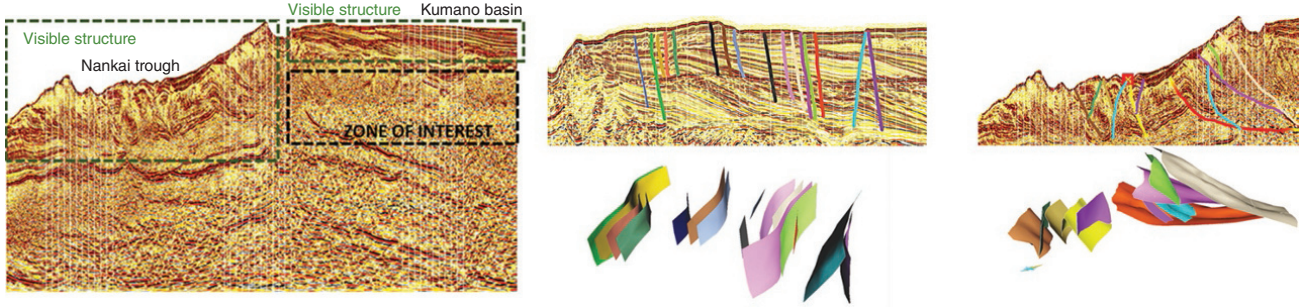 Visible structure
Kumano basin
Visible structure
Nankai trough
ZONE OF INTEREST